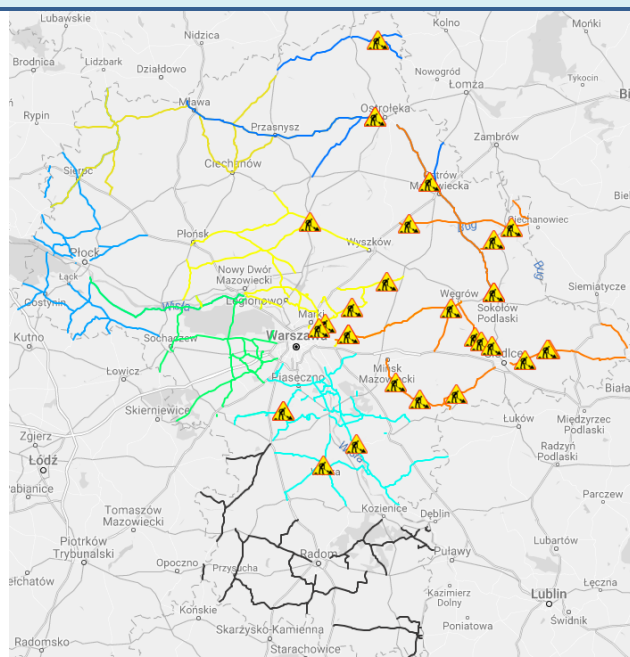 Lubawskie
Nidzica
Kolno
Mońki
Brodnica
Lidzbark
Działdowo
Nowogród
Łomża
Tykocin
Rypin
Mława
Ostrołęka
Przasnysz
Zambrów
Sierpc
Ciechanów
Ostrów
Mazowiecka
Płońsk
Bug
Ciechanowiec
Wyszków
Płock
Łąck
Nowy Dwór
Mazowiecki
Bug
Węgrów
Siemiatycze
Gostynin
Wisła
Legionowo
Marki
Sokołów
Podlaski
Kutno
Sochaczew
Warszawa
Łowicz
Mińsk
Mazowiecki
Piaseczno
Skierniewice
Łuków
Międzyrzec
Podlaski
Zgierz
Łódź
Radzyń
Podlaski
Pabianice
Kozienice
Dęblin
Parczew
Tomaszów
Mazowiecki
Piotrków
Trybunalski
Opoczno
Przysucha
Radom
Puławy
Lubartów
Końskie
Kazimierz
Dolny
Lublin
Łęczna
Świdnik
Poniatowa
Radomsko
Skarżysko-Kamienna
Starachowice